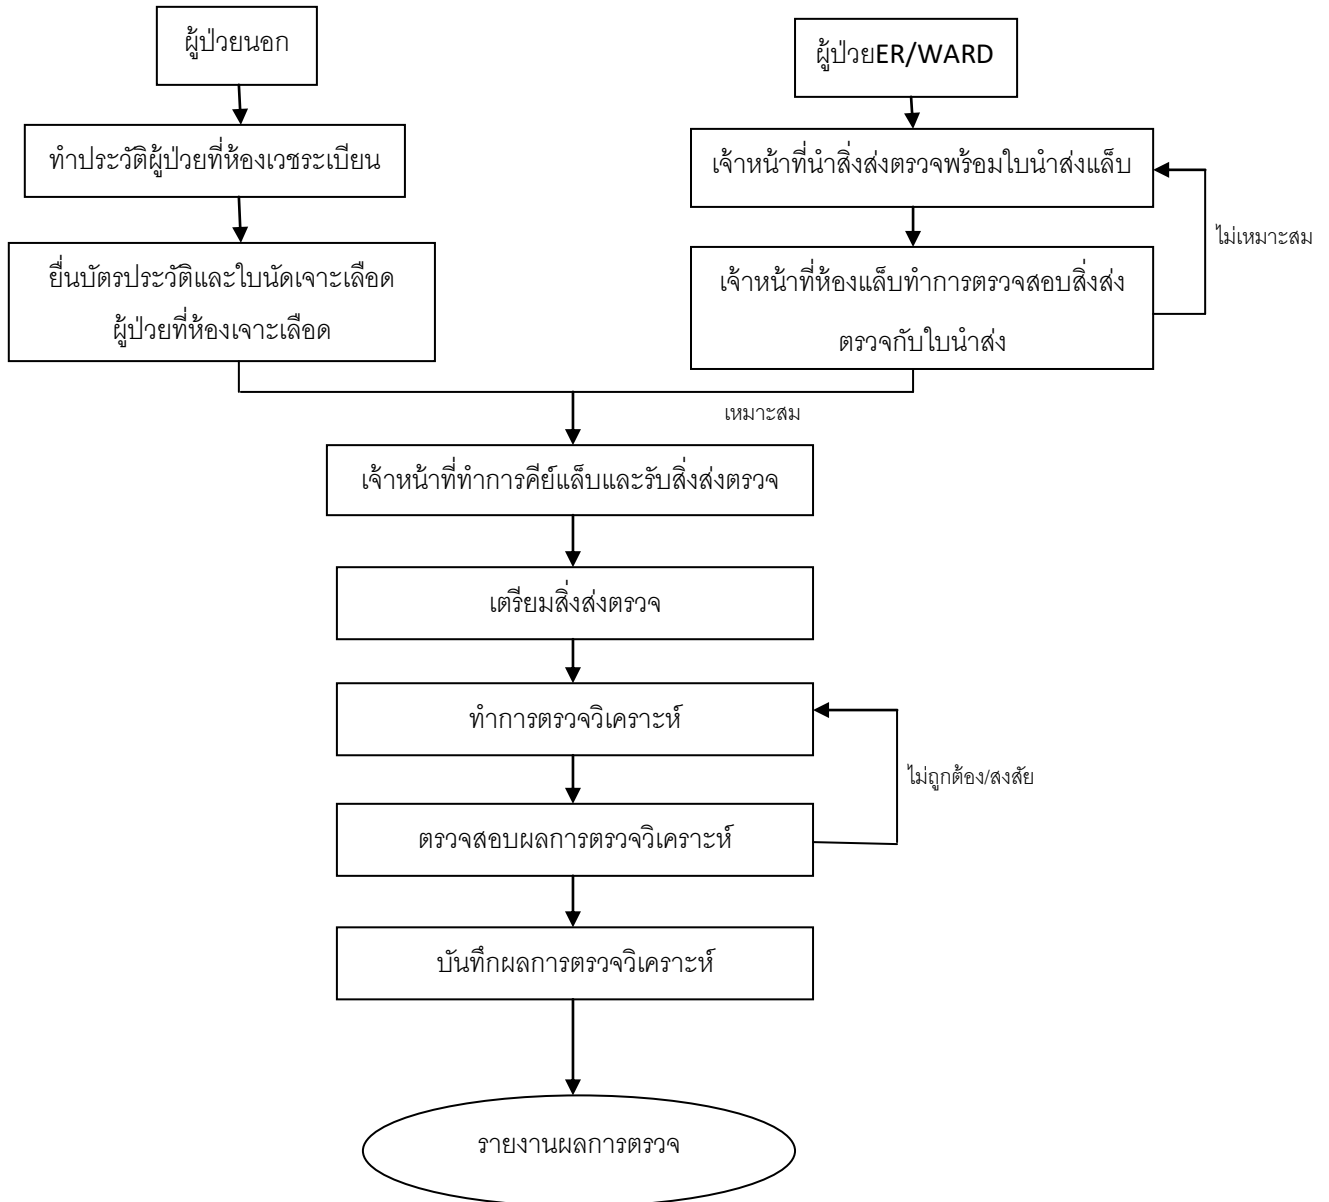 ผู้ป่วยนอก
ผู้ป่วยER/WARD
ทำประวัติผู้ป่วยที่ห้องเวชระเบียน
เจ้าหน้าที่นำสิ่งส่งตรวจพร้อมใบนำส่งแล็บ
ไม่เหมาะสม
ยื่นบัตรประวัติและใบนัดเจาะเลือด
ผู้ป่วยที่ห้องเจาะเลือด
เจ้าหน้าที่ห้องแล็บทำการตรวจสอบสิ่งส่ง
ตรวจกับใบนำส่ง
เหมาะสม
เจ้าหน้าที่ทำการคีย์แล็บและรับสิ่งส่งตรวจ
เตรียมสิ่งส่งตรวจ
ทำการตรวจวิเคราะห์
ไม่ถูกต้อง/สงสัย
ตรวจสอบผลการตรวจวิเคราะห์
บันทึกผลการตรวจวิเคราะห์
รายงานผลการตรวจ